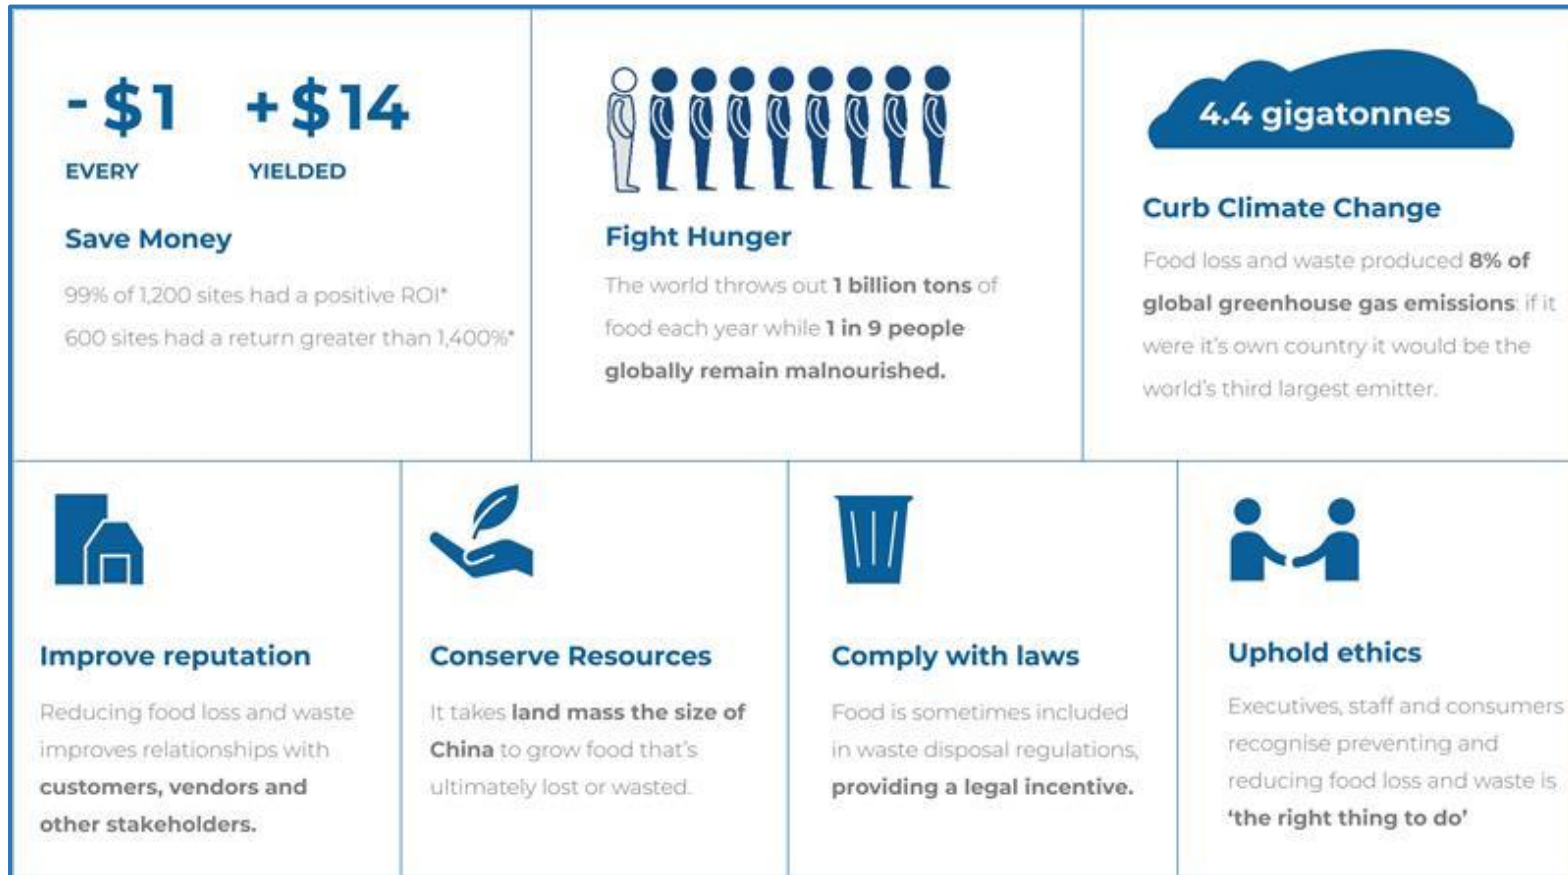 - $1 + $14
EVERY YIELDED
Save Money
99% of 1,200 sites had a positive ROI*
600 sites had a return greater than 1,400%*
Fight Hunger
The world throws out 1 billion tons of
food each year while 1 in 9 people
globally remain malnourished.
4.4 gigatonnes
Curb Climate Change
Food loss and waste produced 8% of
global greenhouse gas emissions: if it
were it's own country it would be the
world's third largest emitter.
Improve reputation
Reducing food loss and waste
improves relationships with
customers, vendors and
other stakeholders.
Conserve Resources
It takes land mass the size of
China to grow food that's
ultimately lost or wasted.
Comply with laws
Food is sometimes included
in waste disposal regulations,
providing a legal incentive.
Uphold ethics
Executives, staff and consumers
recognise preventing and
reducing food loss and waste is
‘the right thing to do’